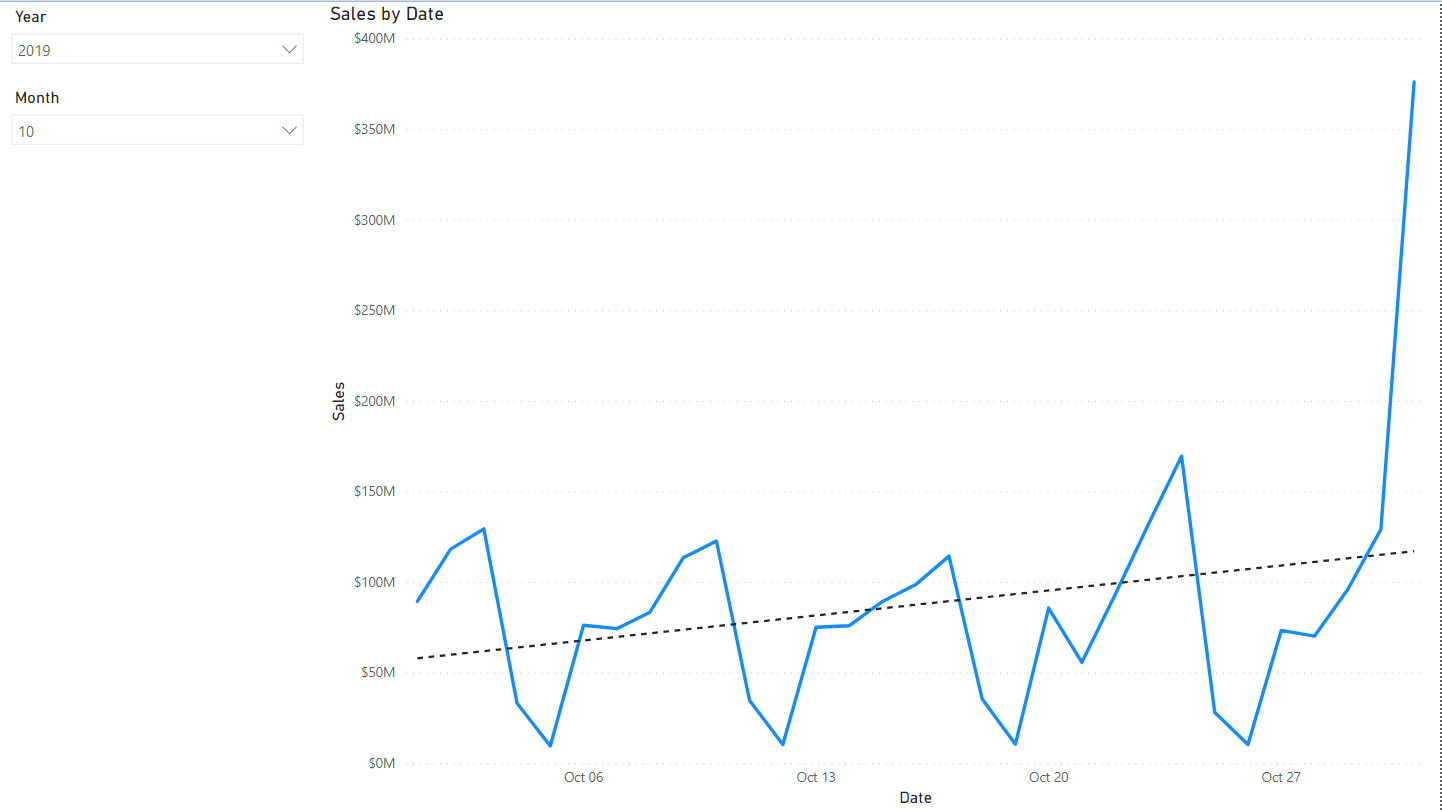 Year
2019
Month
10
Sales by Date
$400M
$350M
$300M
$250M
$200M
$150M
$100M
$50M
$0M
Sales
Oct 06
Oct 13
Oct 20
Oct 27
Date